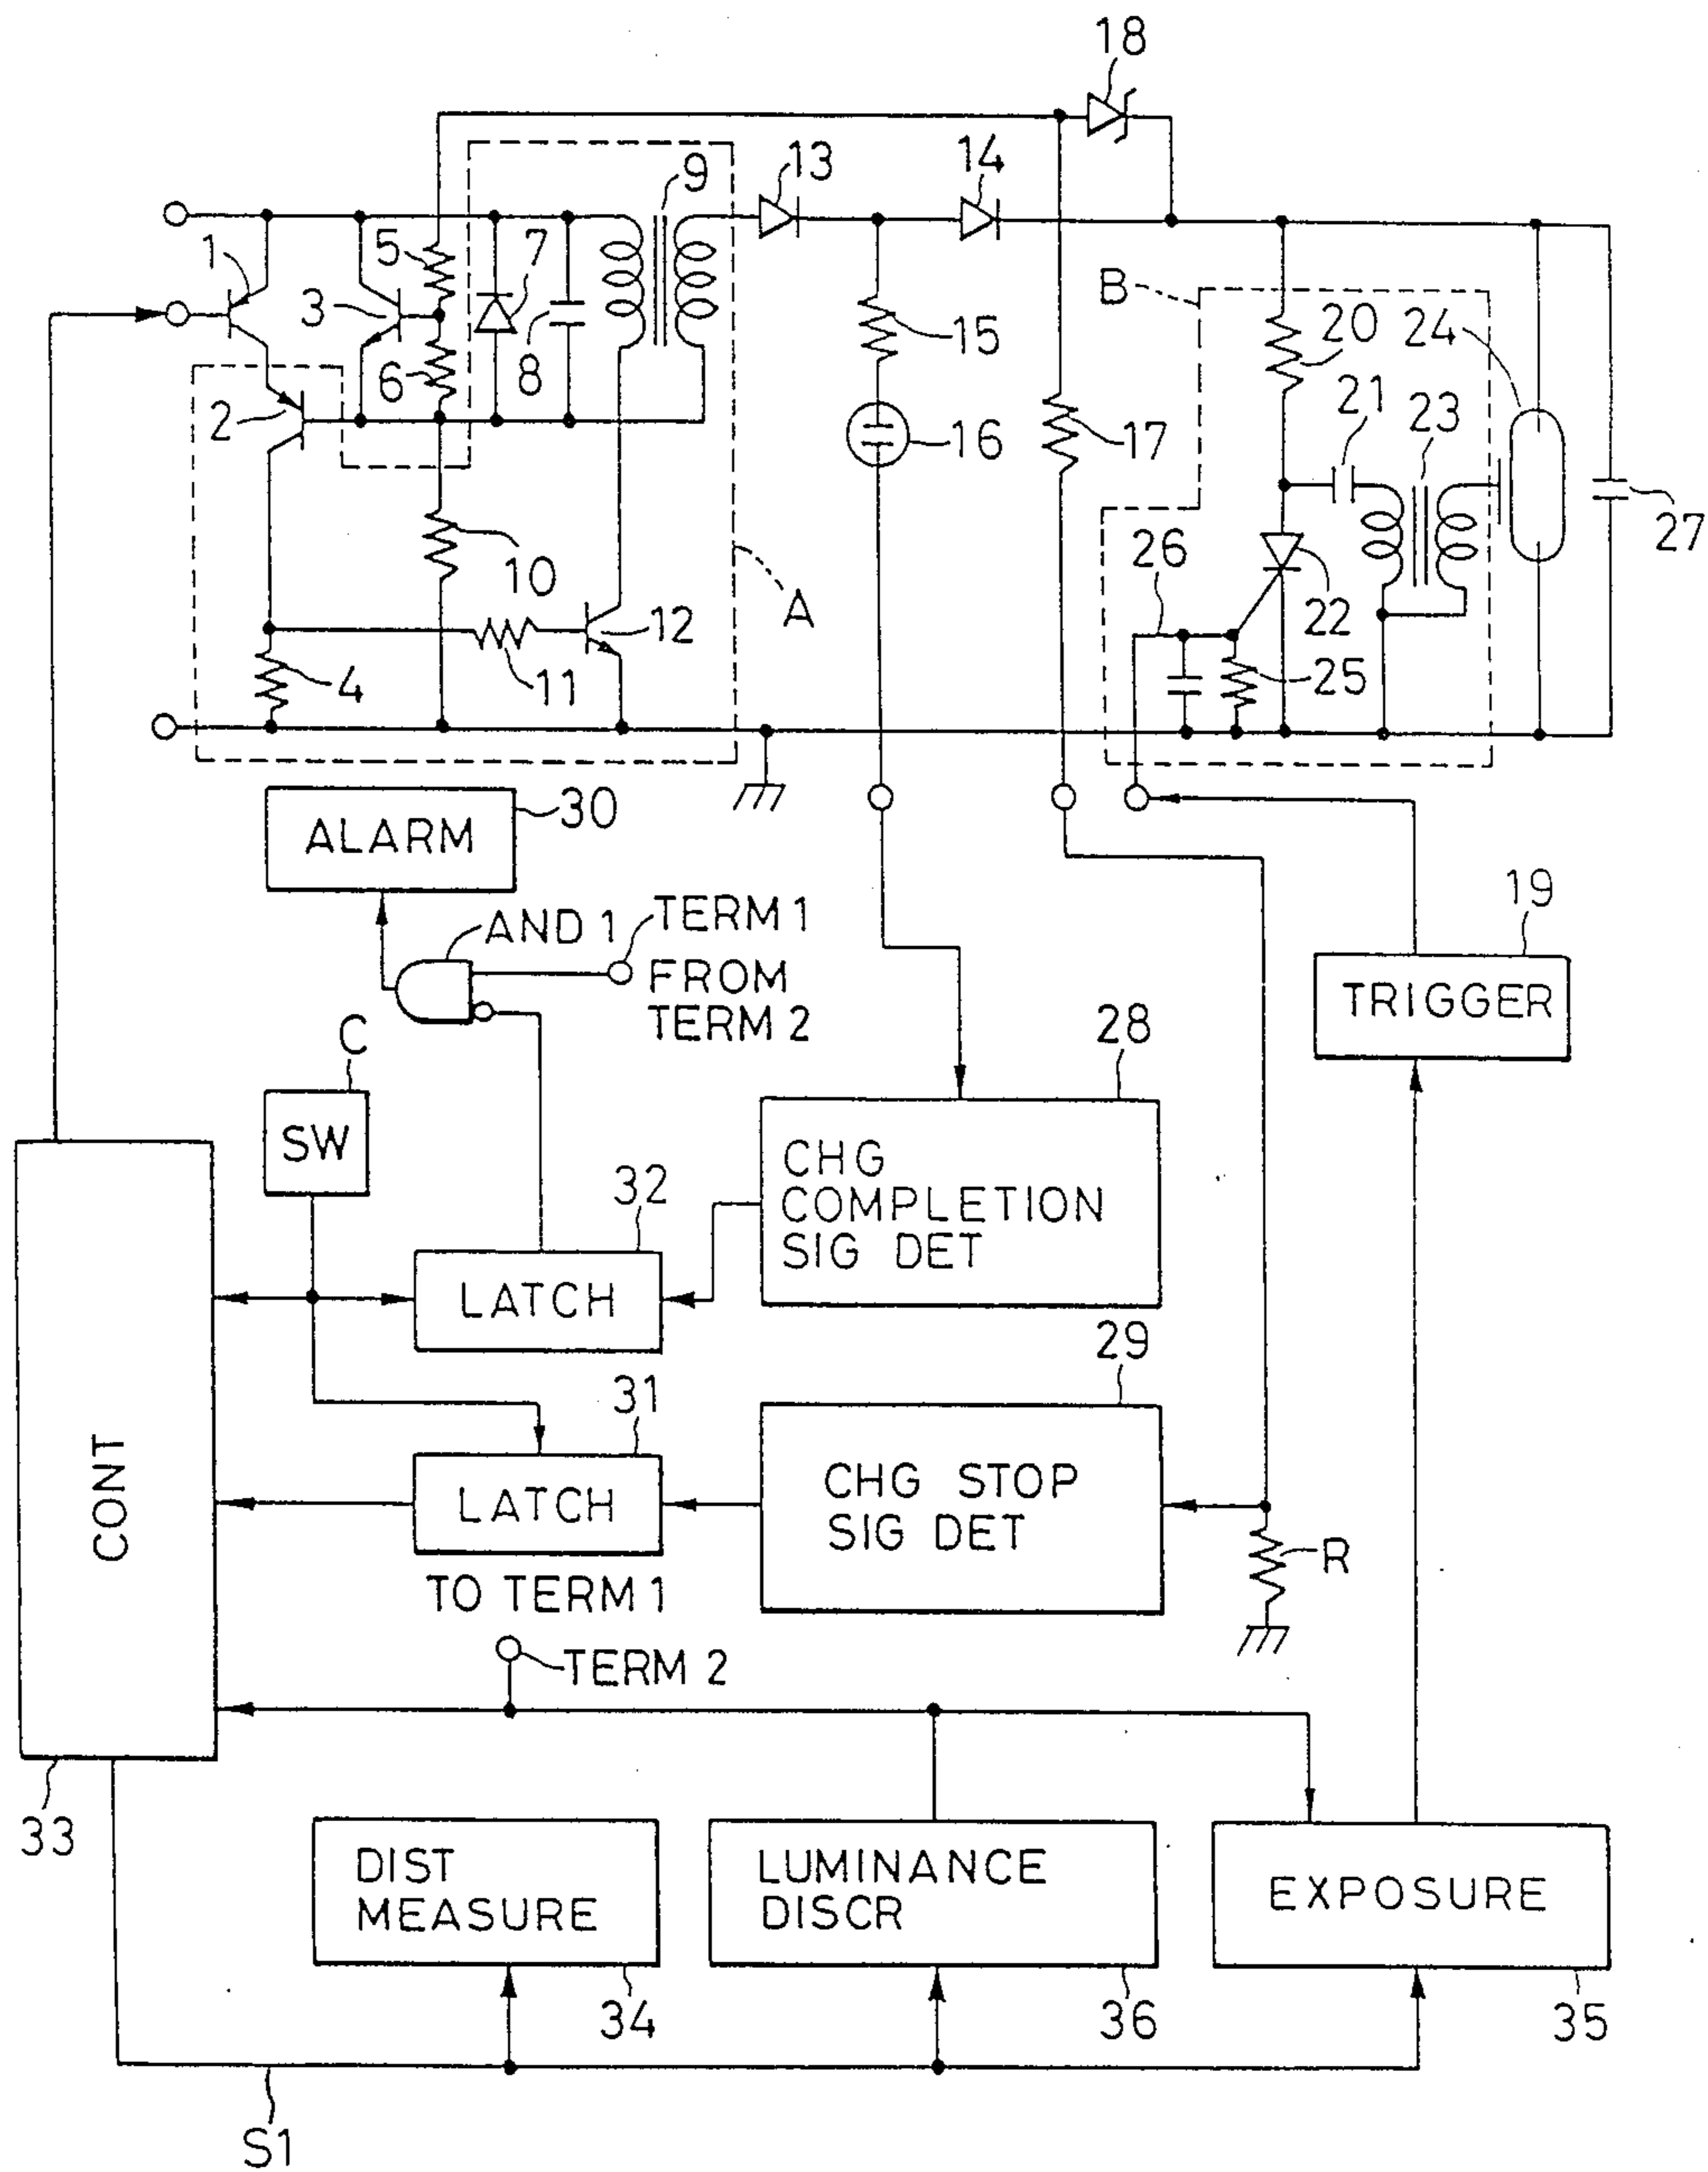 18
9
13
14
1
3
5
7
B
20
24
6
8
15
2
16
17
21
23
27
10
A
26
22
12
4
11
25
ALARM
30
AND 1
TERM 1
FROM
TERM 2
19
TRIGGER
C
SW
28
CHG
COMPLETION
SIG DET
32
LATCH
29
31
LATCH
CHG STOP
SIG DET
R
CONT
TO TERM 1
TERM 2
33
DIST
MEASURE
LUMINANCE
DISCR
EXPOSURE
34
36
35
S1